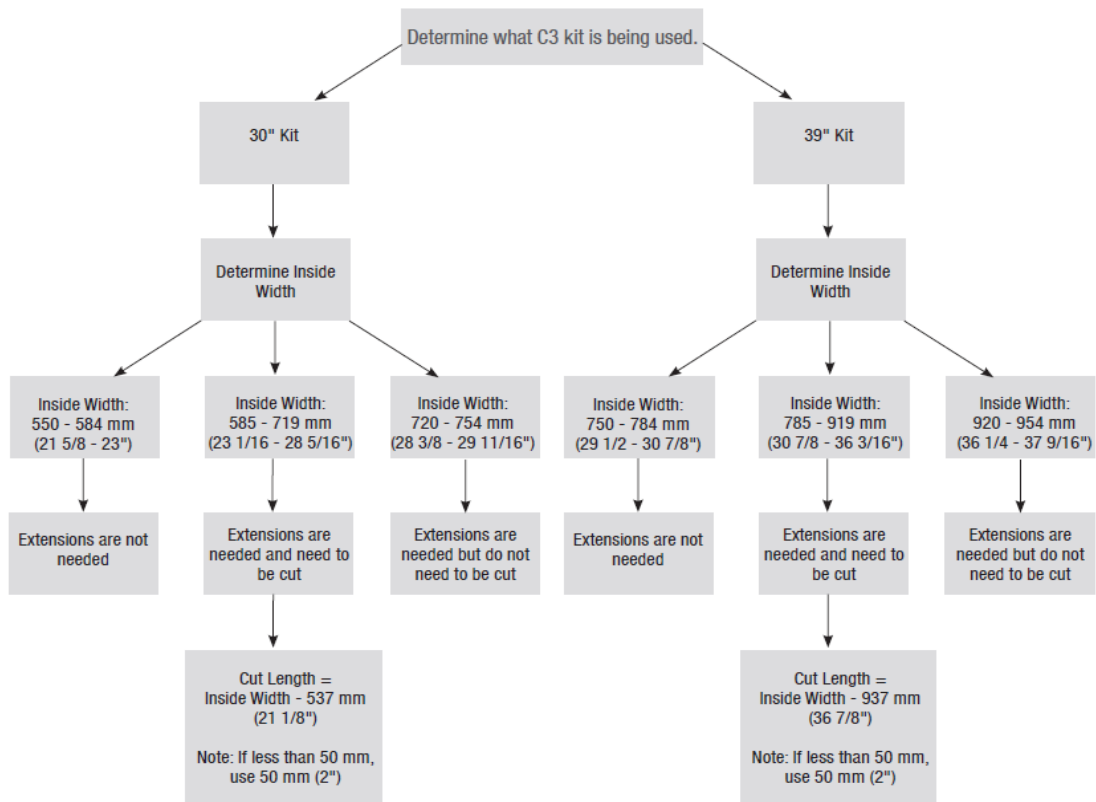 Determine what C3 kit is being used.
30" Kit
39" Kit
Determine Inside
Width
Determine Inside
Width
Inside Width:
550 - 584 mm
(21 5/8 - 23")
Inside Width:
585 - 719 mm
(23 1/16 - 28 5/16")
Inside Width:
720 - 754 mm
(28 3/8 - 29 11/16")
Inside Width:
750 - 784 mm
(29 1/2 - 30 7/8")
Inside Width:
785 - 919 mm
(30 7/8 - 36 3/16")
Inside Width:
920 - 954 mm
(36 1/4 - 37 9/16")
Extensions are not
needed
Extensions are
needed and need to
be cut
Extensions are
needed but do not
need to be cut
Extensions are not
needed
Extensions are
needed and need to
be cut
Extensions are
needed but do not
need to be cut
Cut Length =
Inside Width - 537 mm
(21 1/8")
Note: If less than 50 mm,
use 50 mm (2")
Cut Length =
Inside Width - 937 mm
(36 7/8")
Note: If less than 50 mm,
use 50 mm (2")